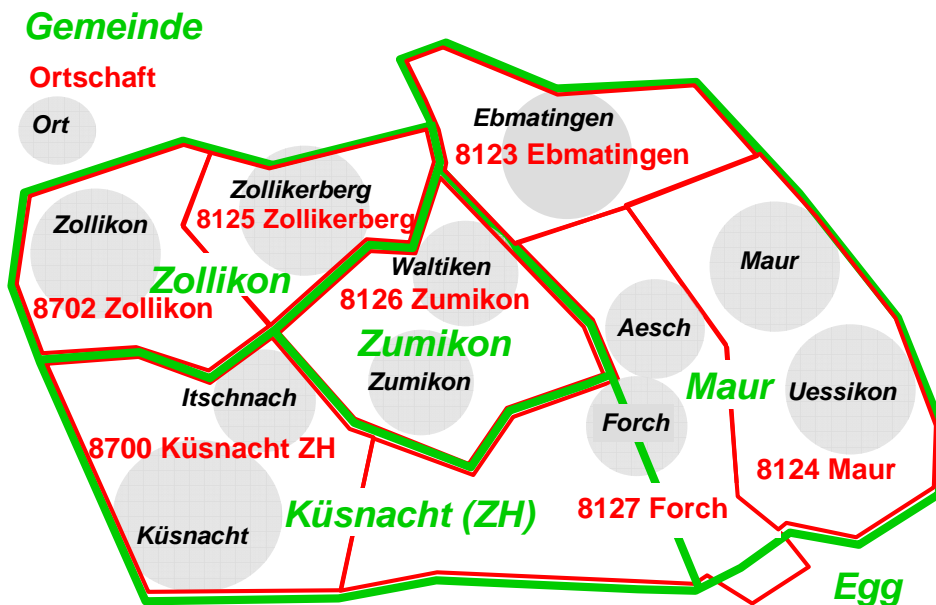 Gemeinde
Ortschaft
Ort
Ebmatingen
8123 Ebmatingen
Zollikerberg
8125 Zollikerberg
Zollikon
Zollikon
8702 Zollikon
Waltiken
8126 Zumikon
Zumikon
Zumikon
Maur
Aesch
Maur
Uessikon
Itschnach
8700 Küsnacht ZH
Forch
8124 Maur
Küsnacht (ZH)
8127 Forch
Küsnacht
Egg